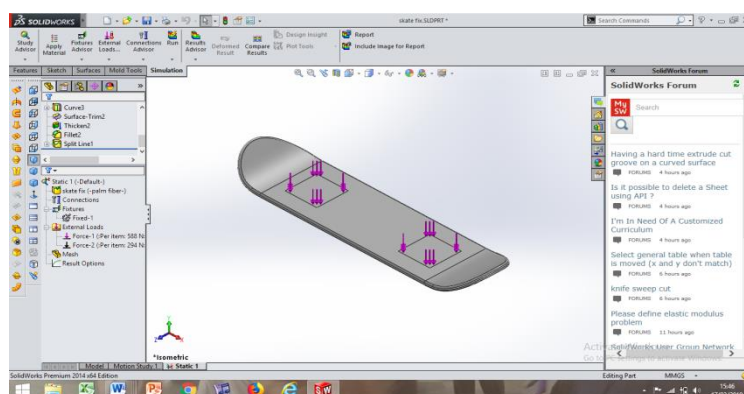 SOLIDWORKS
skate fix.SLDPRT *
Search Commands
Study Advisor
Apply Material
Fixtures Advisor
External Loads...
Connections Advisor
Run
Results Advisor
Deformed Result
Compare Results
Design Insight
Plot Tools
Report
Include Image for Report
Features
Sketch
Surfaces
Mold Tools
Simulation
SolidWorks Forum
SolidWorks Forum
My SW
Search
Curve3
Surface-Trim2
Thicken2
Fillet2
Split Line1
Static 1 (-Default-)
skate fix (-palm fiber-)
Connections
Fixtures
Fixed-1
External Loads
Force-1 (:Per item: 588 N
Force-2 (:Per item: 294 N
Mesh
Result Options
Having a hard time extrude cut
groove on a curved surface
FORUMS 4 hours ago
Is it possible to delete a Sheet
using API ?
FORUMS 4 hours ago
I'm In Need Of A Customized
Curriculum
FORUMS 4 hours ago
Select general table when table
is moved (x and y don't match)
FORUMS 6 hours ago
knife sweep cut
FORUMS 6 hours ago
Please define elastic modulus
problem
FORUMS 11 hours ago
SolidWorks User Group Network
*Isometric
Model
Motion Study 1
Static 1
SolidWorks Premium 2014 x64 Edition
Editing Part
MMGS
15:46